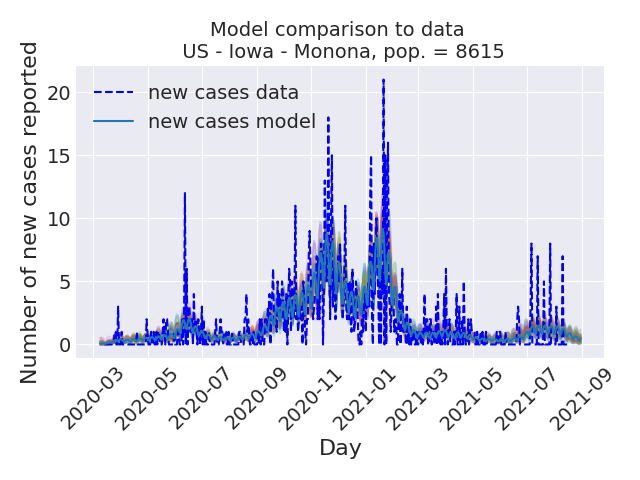 Model comparison to data
US - Iowa - Monona, pop. = 8615
Number of new cases reported
20
15
10
5
0
new cases data
new cases model
2020-03
2020-05
2020-07
2020-09
2020-11
2021-01
2021-03
2021-05
2021-07
2021-09
Day